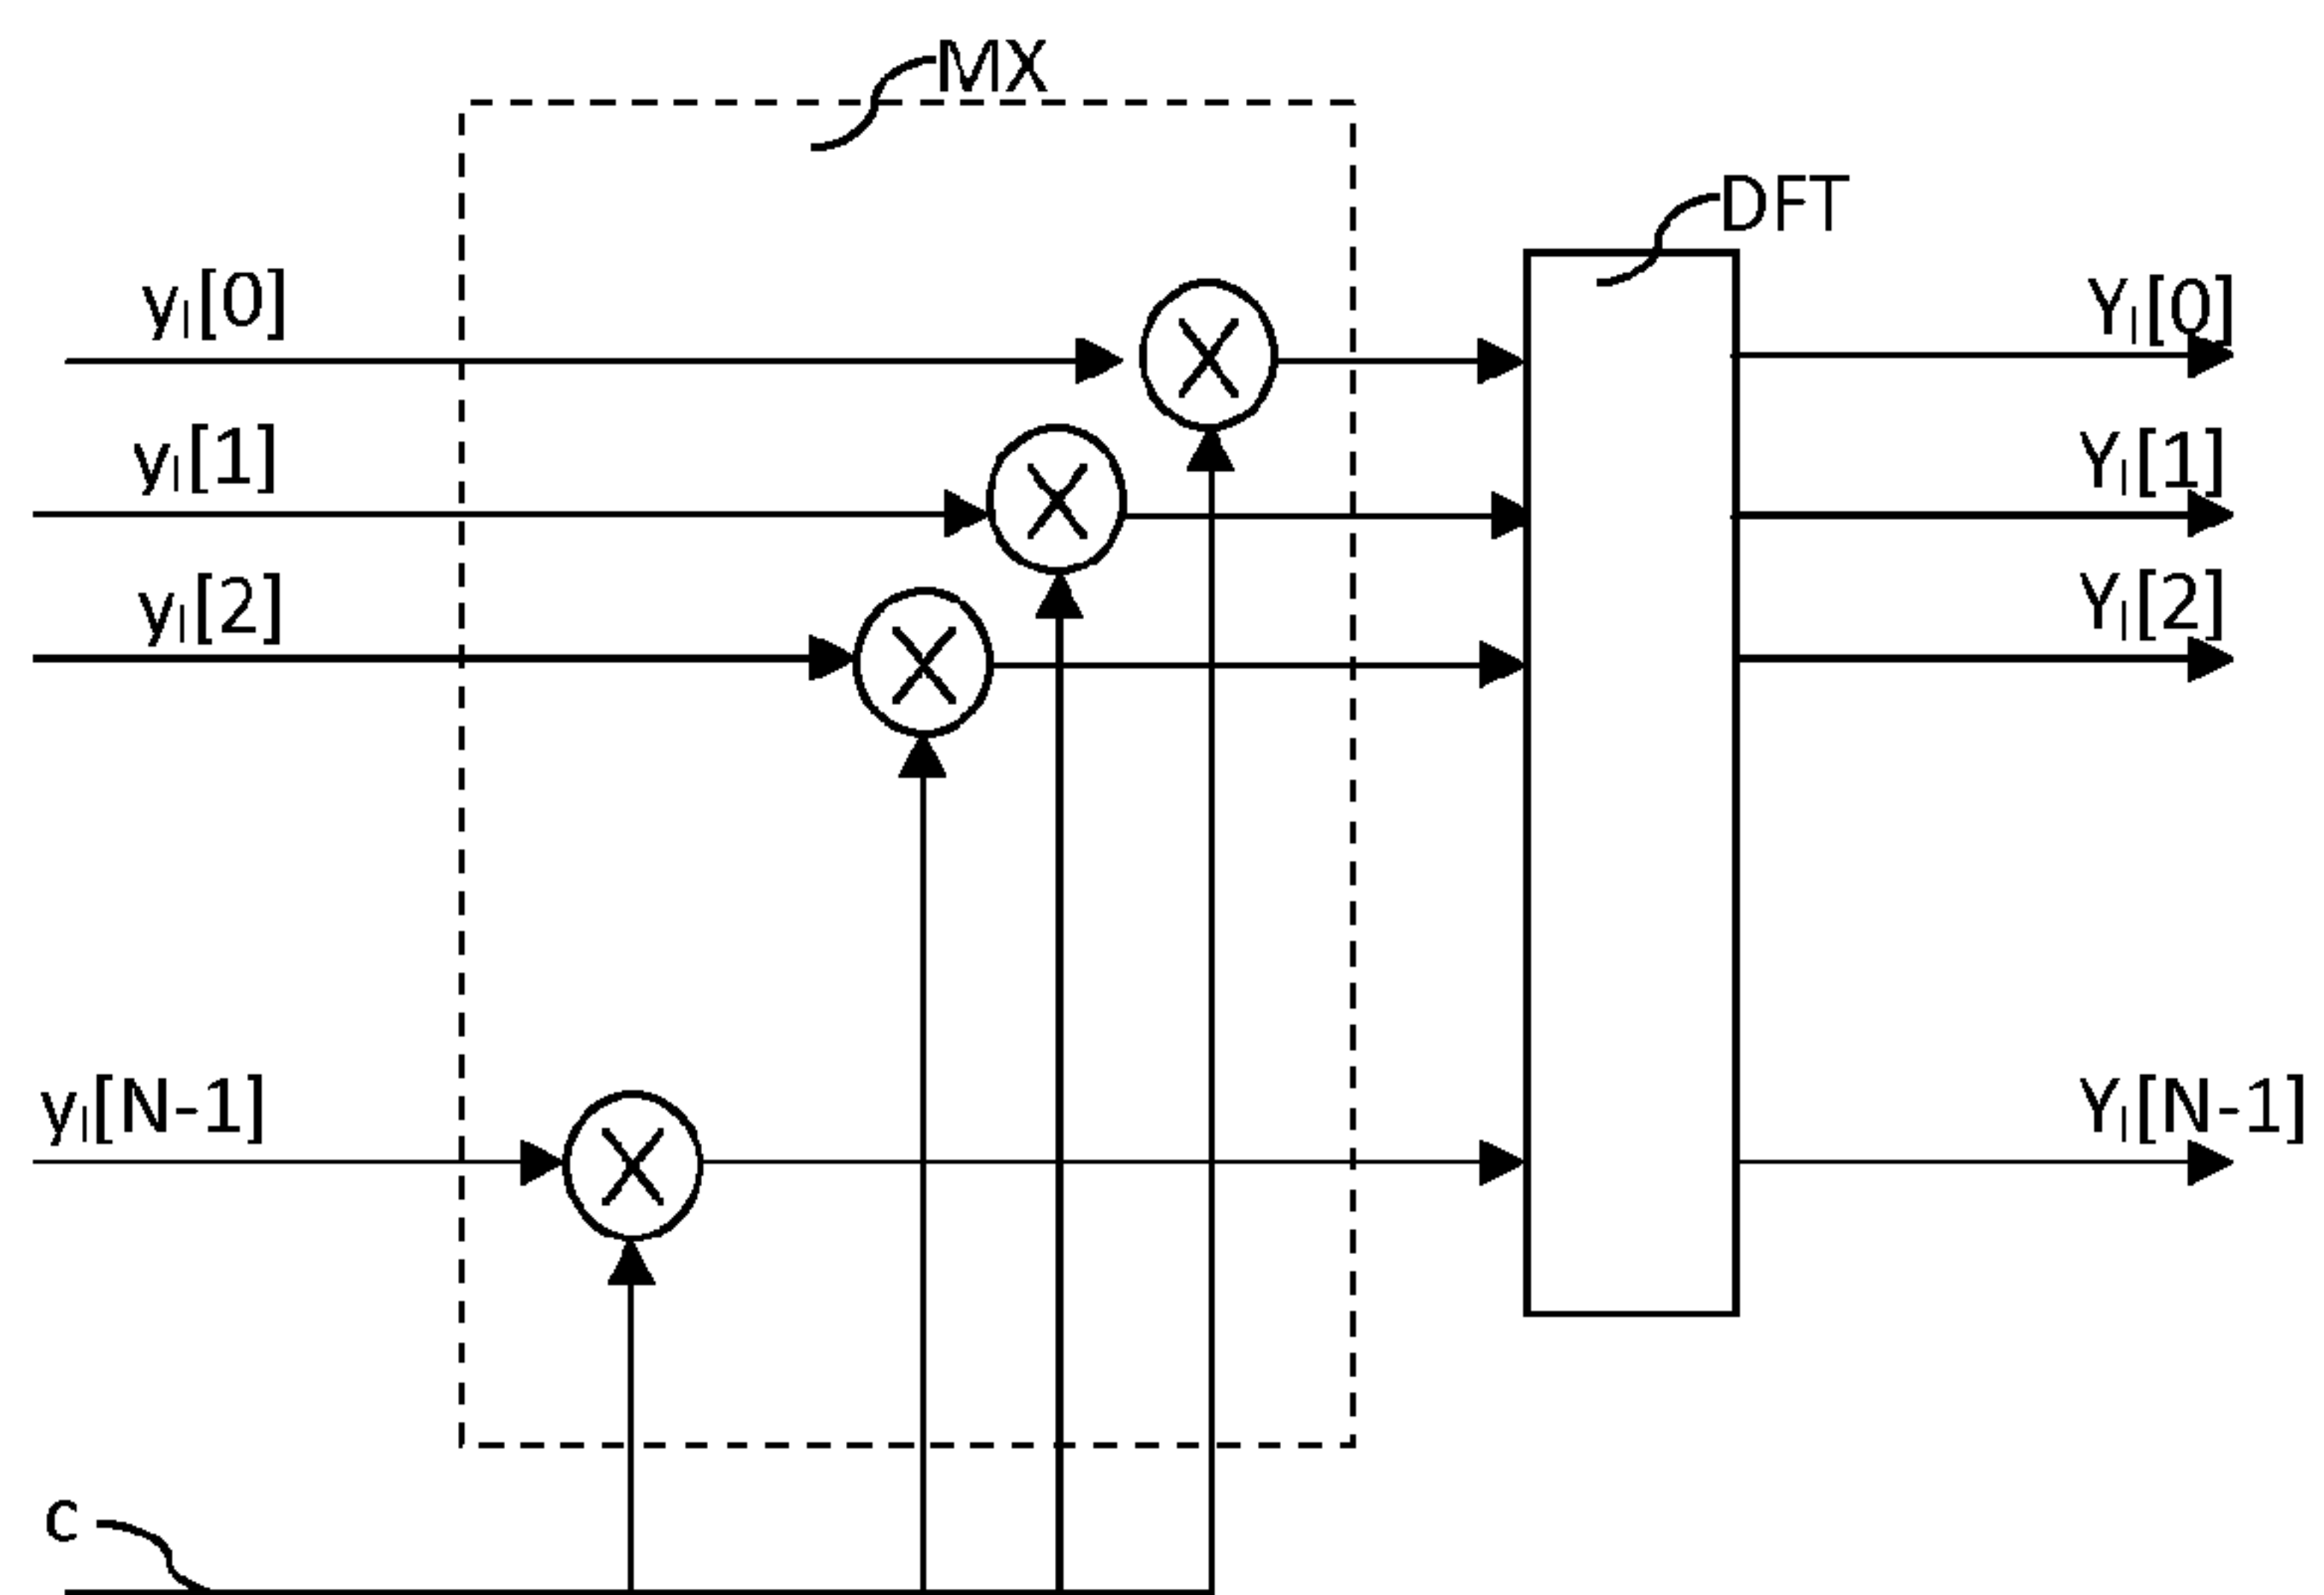 MX
DFT
yₗ[0]
Yₗ[0]
yₗ[1]
Yₗ[1]
yₗ[2]
Yₗ[2]
yₗ[N-1]
Yₗ[N-1]
c